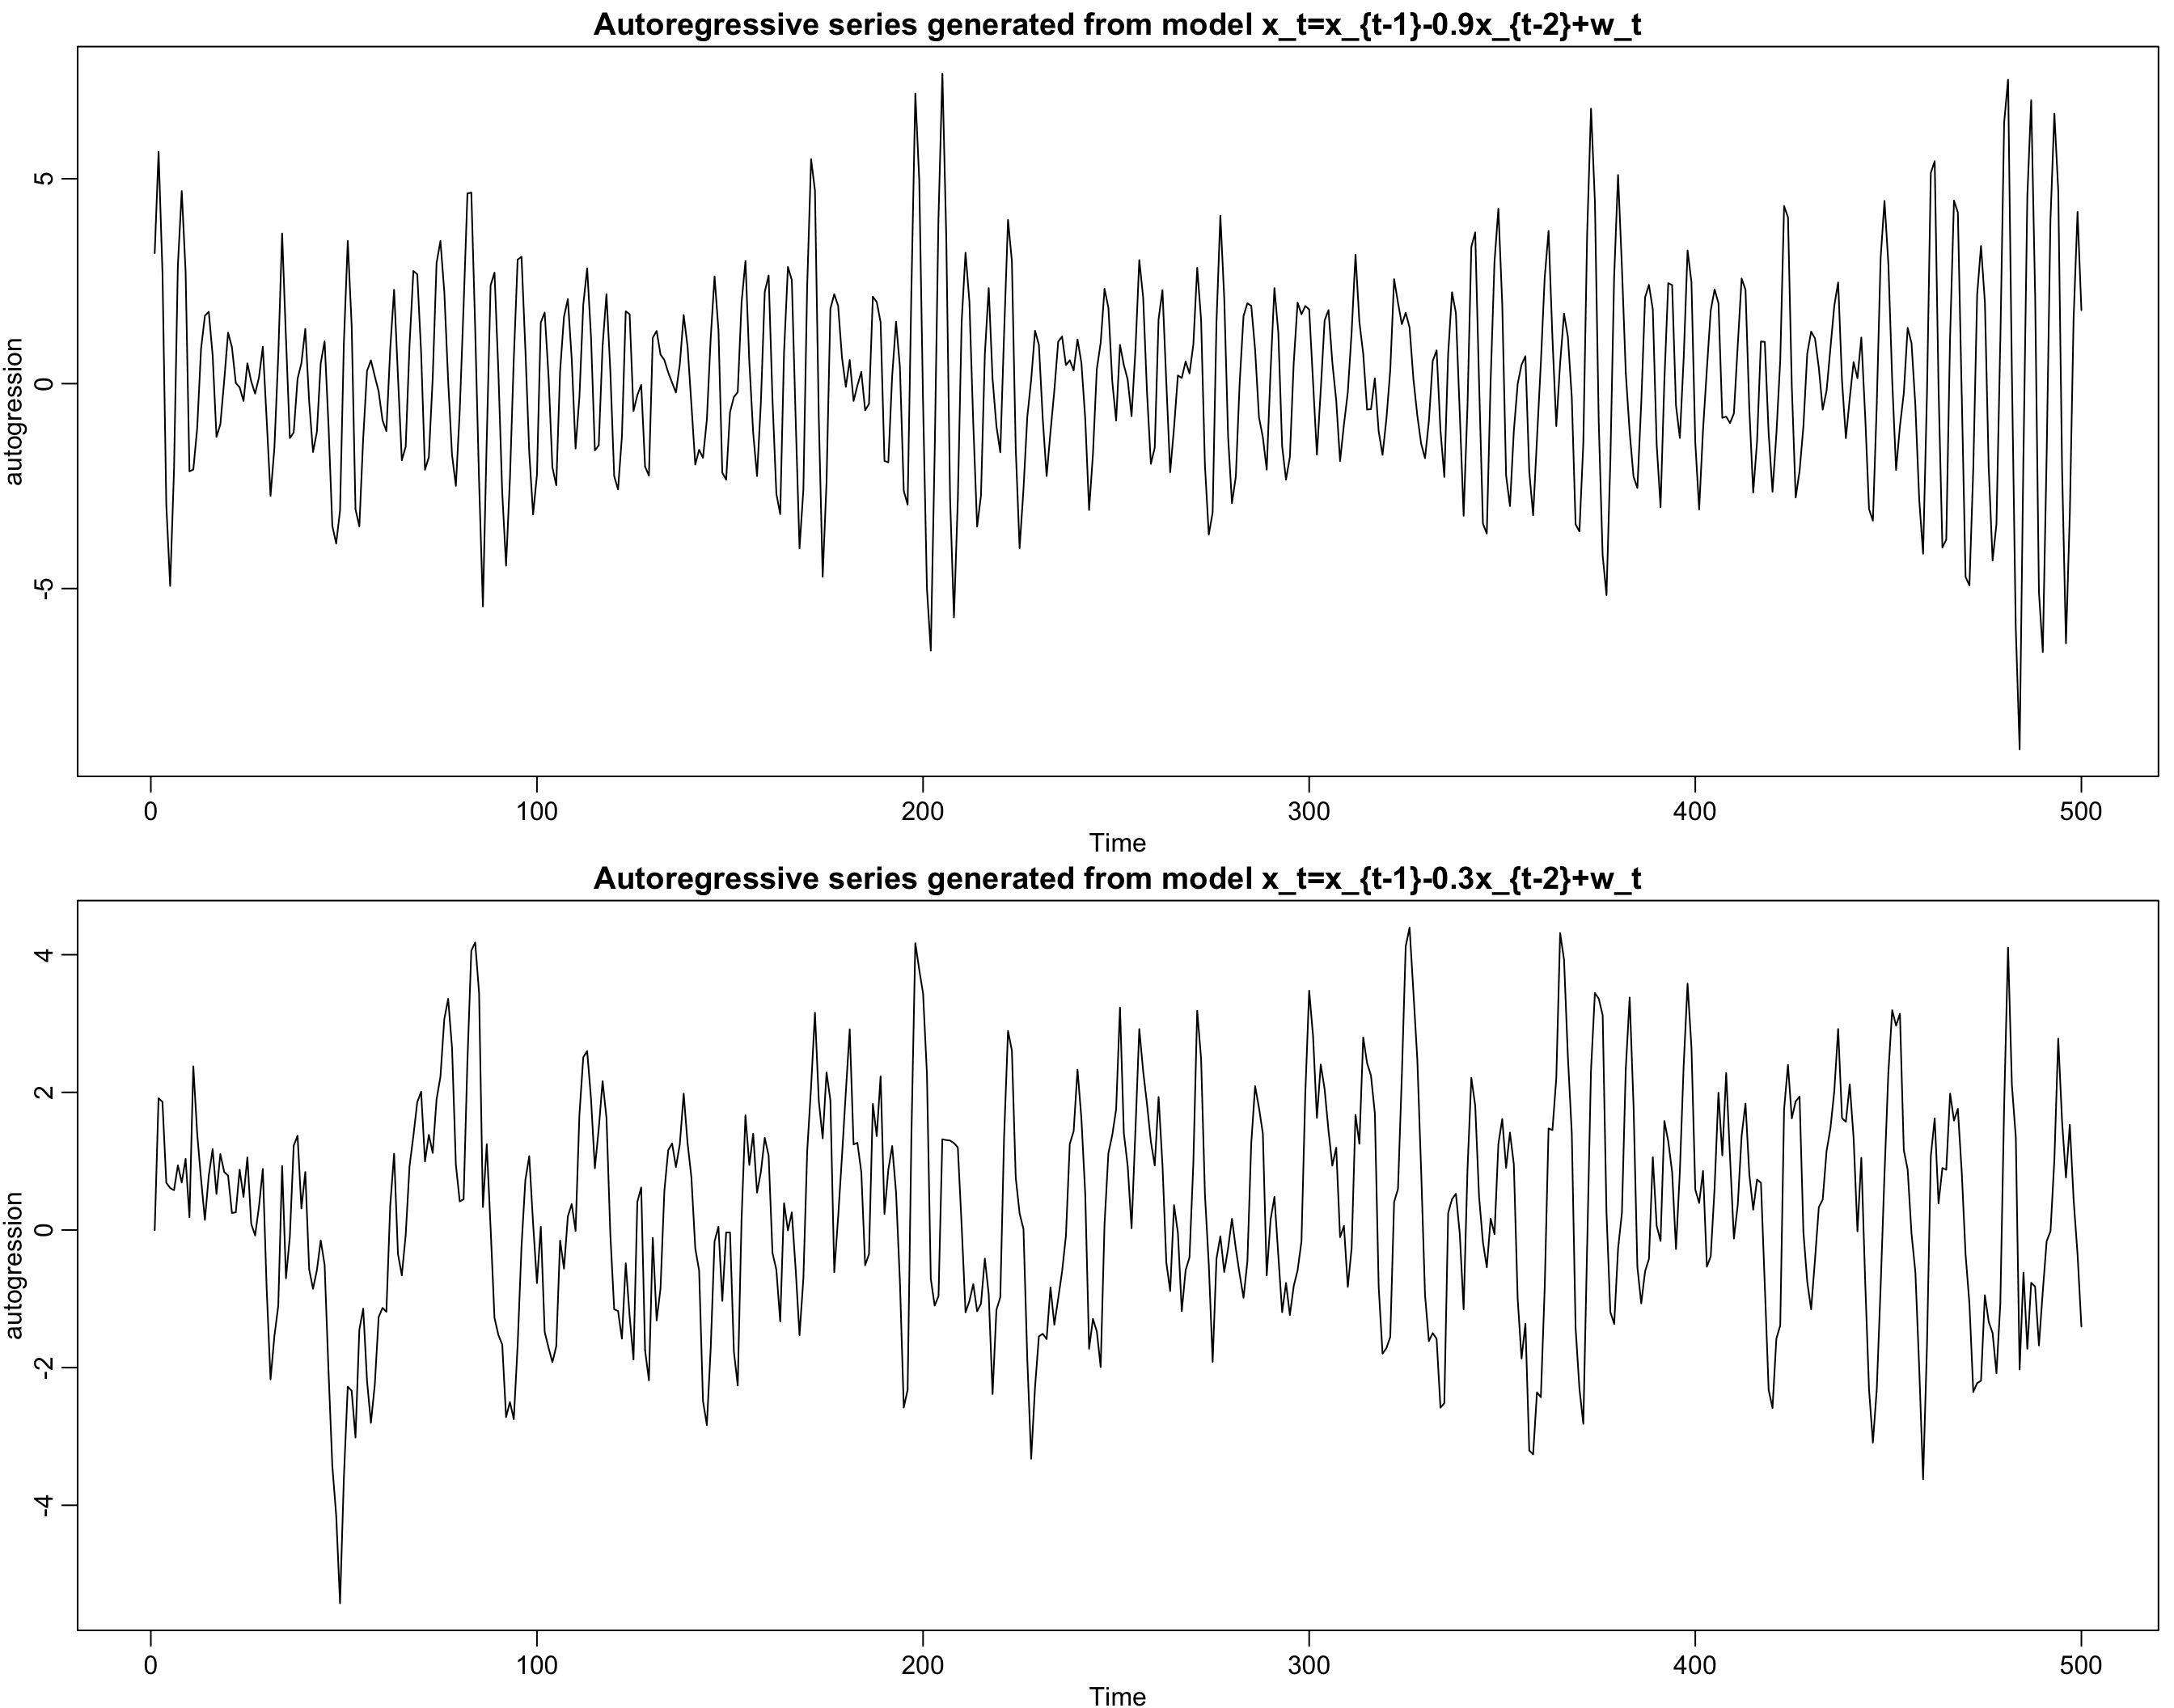 Autoregressive series generated from model x_t=x_{t-1}-0.9x_{t-2}+w_t
autogression
5
0
-5
0 100 200 300 400 500
Time
Autoregressive series generated from model x_t=x_{t-1}-0.3x_{t-2}+w_t
autogression
4
2
0
-2
-4
0 100 200 300 400 500
Time